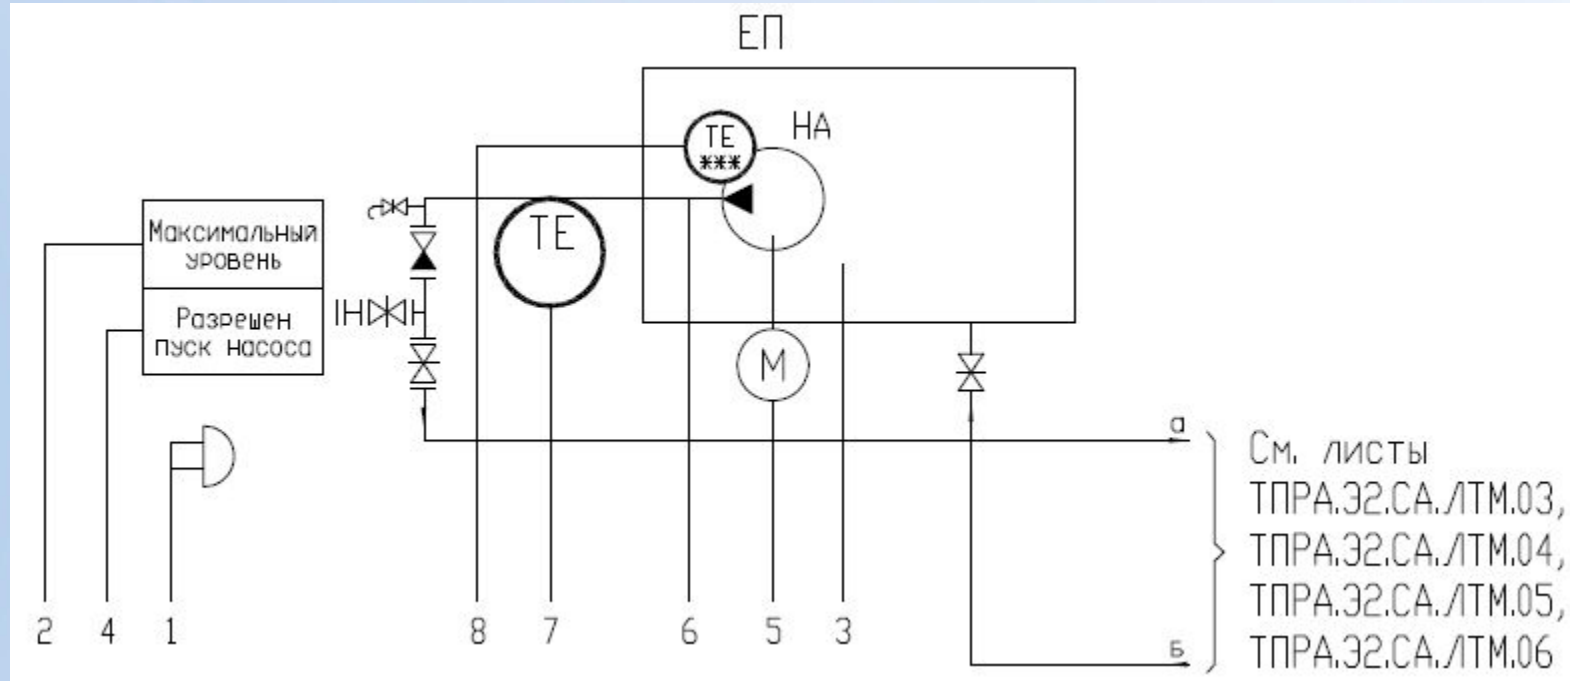 ЕП
ТЕ
***
НА
ТЕ
Максимальный
уровень
Разрешен
пуск насоса
М
а
См. листы
ТПРА.Э2.СА.ЛТМ.03,
ТПРА.Э2.СА.ЛТМ.04,
ТПРА.Э2.СА.ЛТМ.05,
ТПРА.Э2.СА.ЛТМ.06
Б
2 4 1 8 7 6 5 3